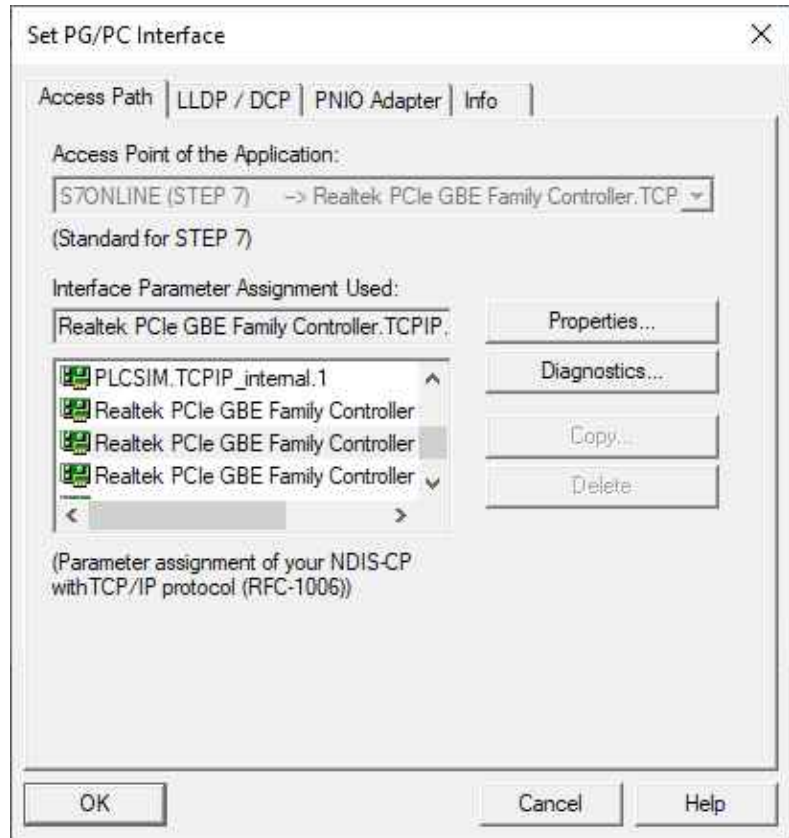 Set PG/PC Interface
Access Path
LLDP / DCP
PNIO Adapter
Info
Access Point of the Application:
S7ONLINE (STEP 7) --> Realtek PCIe GBE Family Controller.TCP
(Standard for STEP 7)
Interface Parameter Assignment Used:
Realtek PCIe GBE Family Controller.TCPIP.
Properties...
PLCSIM.TCPIP_internal.1
Diagnostics...
Realtek PCIe GBE Family Controller
Realtek PCIe GBE Family Controller
Copy...
Realtek PCIe GBE Family Controller
Delete
(Parameter assignment of your NDIS-CP
with TCP/IP protocol (RFC-1006))
OK
Cancel
Help